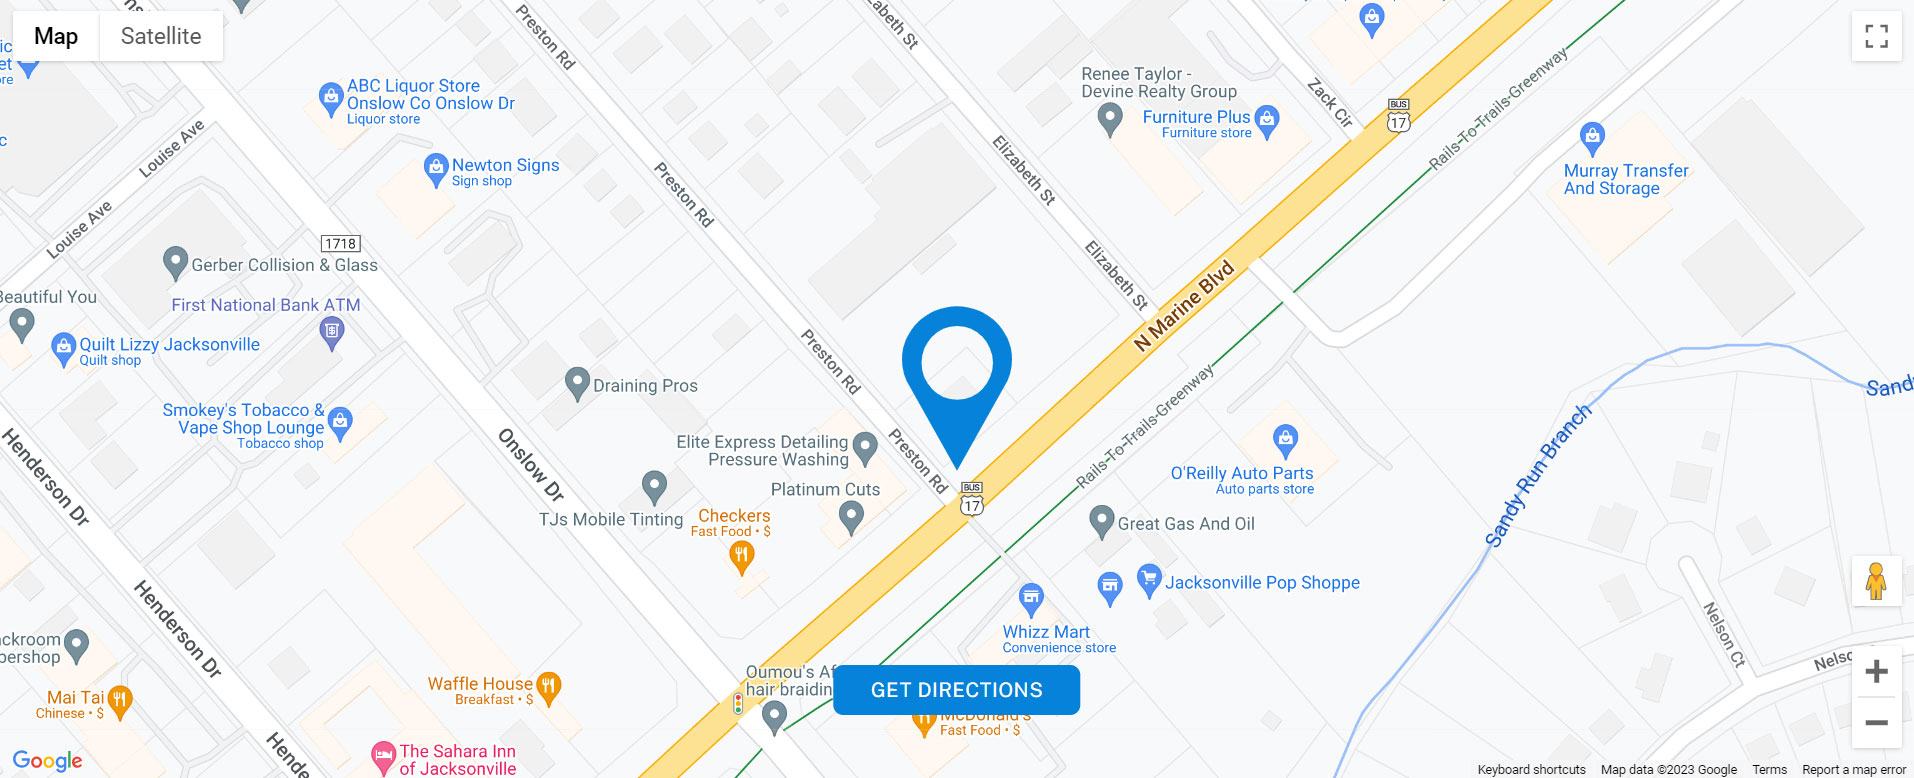 Map
Satellite
Preston Rd
Zack Cir
BUS
17
Renee Taylor -
Devine Realty Group
Furniture Plus
Furniture store
ABC Liquor Store
Onslow Co Onslow Dr
Liquor store
Louise Ave
Louise Ave
Newton Signs
Sign shop
Preston Rd
Elizabeth St
Rails-To-Trails-Greenway
Murray Transfer
And Storage
1718
Gerber Collision & Glass
Beautiful You
First National Bank ATM
Quilt Lizzy Jacksonville
Quilt shop
Elizabeth St
N Marine Blvd
Preston Rd
Draining Pros
Smokey's Tobacco &
Vape Shop Lounge
Tobacco shop
Henderson Dr
Onslow Dr
Elite Express Detailing
Pressure Washing
Preston Rd
Platinum Cuts
BUS
17
Rails-To-Trails-Greenway
O'Reilly Auto Parts
Auto parts store
Sandy Run Branch
TJs Mobile Tinting
Checkers
Fast Food • $
Great Gas And Oil
Jacksonville Pop Shoppe
Whizz Mart
Convenience store
Henderson Dr
Nelson Ct
Mai Tai
Chinese • $
Waffle House
Breakfast • $
Oumou's
hair
GET DIRECTIONS
McDonald's
Fast Food • $
The Sahara Inn
of Jacksonville
Google
Keyboard shortcuts
Map data ©2023 Google
Terms
Report a map error